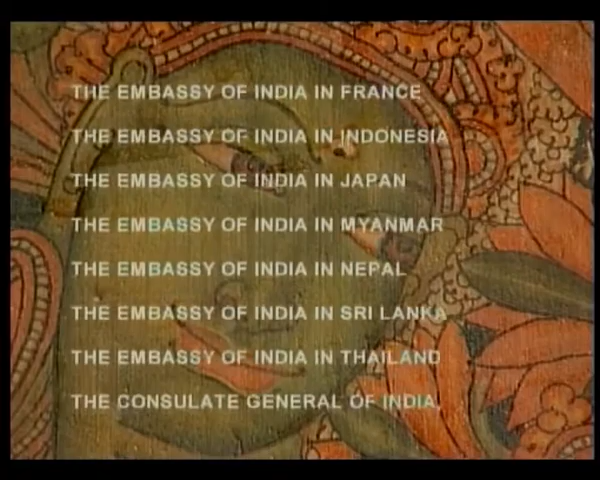 THE EMBASSY OF INDIA IN FRANCE
THE EMBASSY OF INDIA IN INDONESIA
THE EMBASSY OF INDIA IN JAPAN
THE EMBASSY OF INDIA IN MYANMAR
THE EMBASSY OF INDIA IN NEPAL
THE EMBASSY OF INDIA IN SRI LANKA
THE EMBASSY OF INDIA IN THAILAND
THE CONSULATE GENERAL OF INDIA,